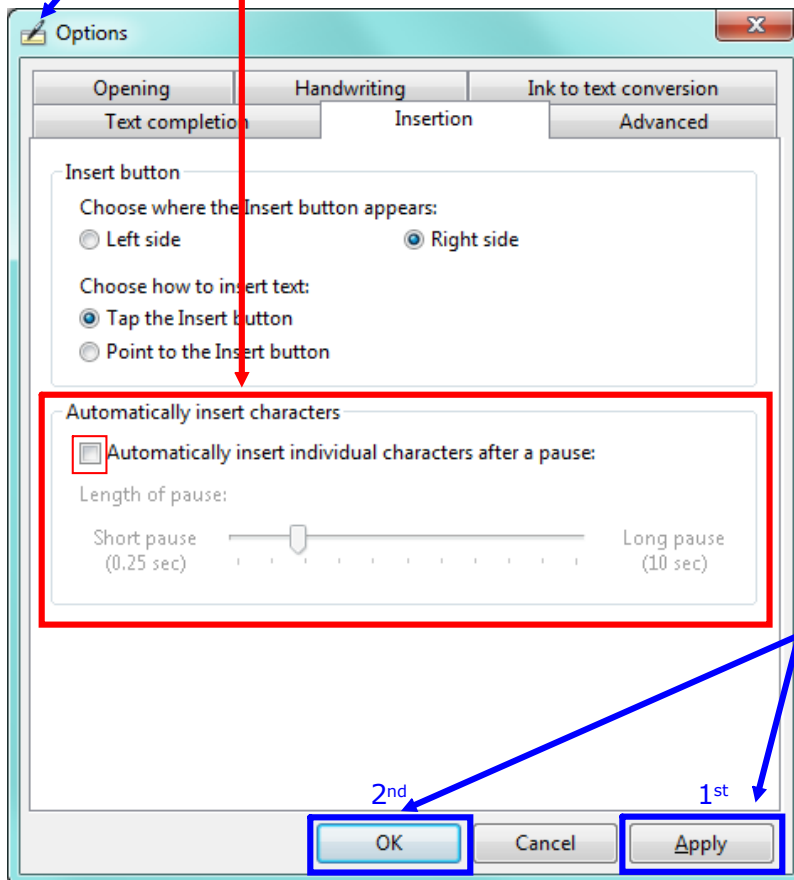 Options
X
Opening Handwriting Ink to text conversion
Text completion Insertion Advanced
Insert button
Choose where the Insert button appears:
Left side Right side
Choose how to insert text:
Tap the Insert button
Point to the Insert button
Automatically insert characters
Automatically insert individual characters after a pause:
Length of pause:
Short pause Long pause
(0.25 sec) (10 sec)
2nd 1st
OK Cancel Apply